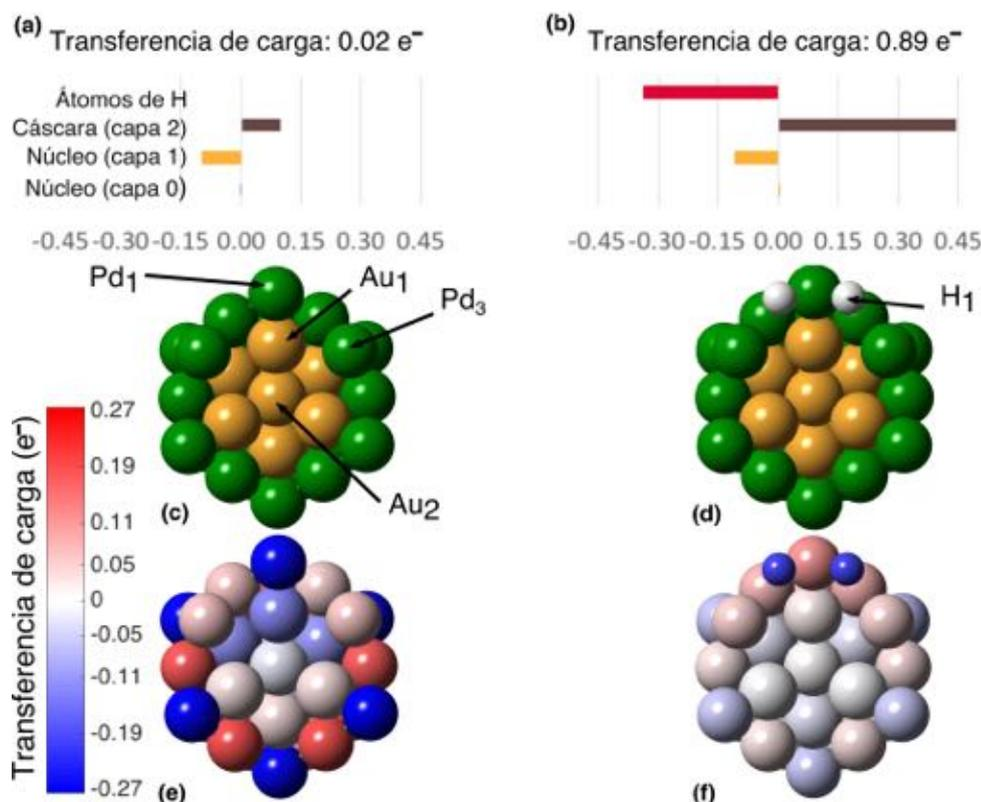 (a) Transferencia de carga: 0.02 e⁻
Átomos de H
Cáscara (capa 2)
Núcleo (capa 1)
Núcleo (capa 0)
-0.45 -0.30 -0.15 0.00 0.15 0.30 0.45
(b) Transferencia de carga: 0.89 e⁻
-0.45 -0.30 -0.15 0.00 0.15 0.30 0.45
Pd₁
Au₁
Pd₃
Au₂
(c)
H₁
(d)
Transferencia de carga (e⁻)
0.27
0.19
0.11
0.05
0
-0.05
-0.11
-0.19
-0.27
(e)
(f)